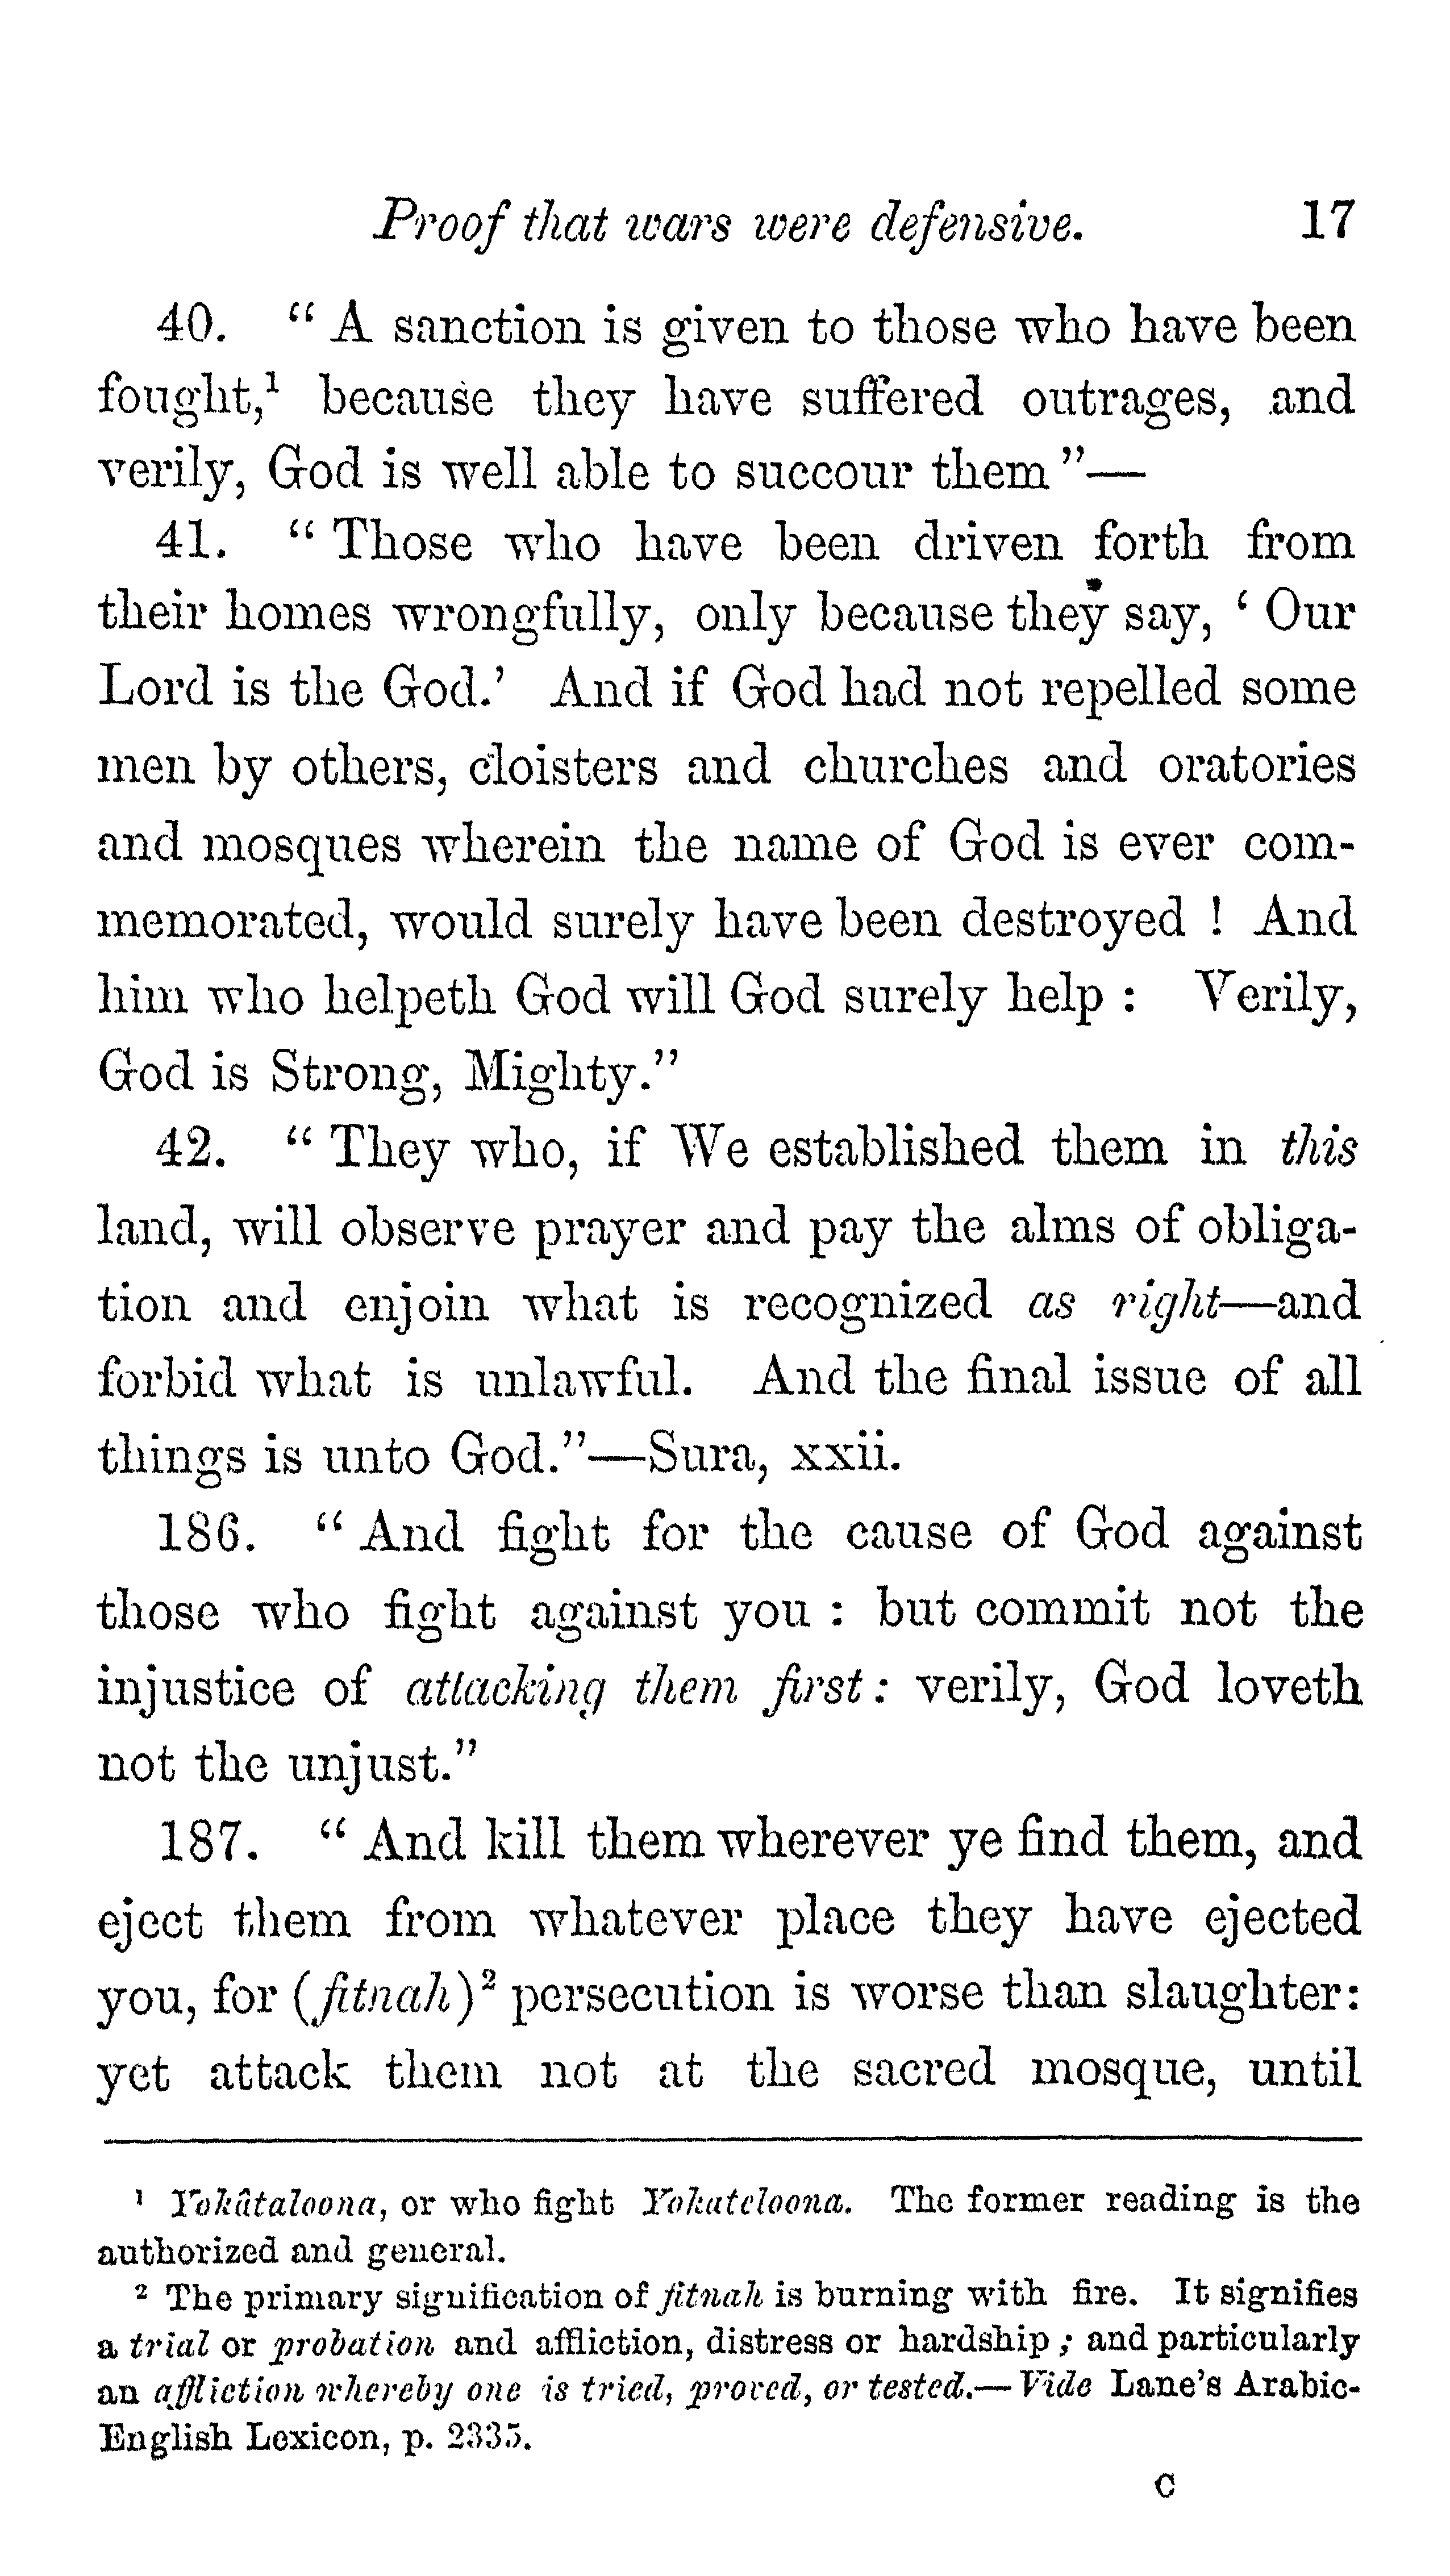 Proof that wars were defensive. 17
40. “ A sanction is given to those who have been
fought,¹ because they have suffered outrages, and
verily, God is well able to succour them ”—
41. “ Those who have been driven forth from
their homes wrongfully, only because they say, ‘ Our
Lord is the God.’ And if God had not repelled some
men by others, cloisters and churches and oratories
and mosques wherein the name of God is ever com-
memorated, would surely have been destroyed ! And
him who helpeth God will God surely help : Verily,
God is Strong, Mighty.”
42. “ They who, if We established them in this
land, will observe prayer and pay the alms of obliga-
tion and enjoin what is recognized as right—and
forbid what is unlawful. And the final issue of all
things is unto God.”—Sura, xxii.
186. “ And fight for the cause of God against
those who fight against you : but commit not the
injustice of attacking them first : verily, God loveth
not the unjust.”
187. “ And kill them wherever ye find them, and
eject them from whatever place they have ejected
you, for (fitnah)² persecution is worse than slaughter:
yet attack them not at the sacred mosque, until
¹ Yokâtaloona, or who fight Yokateloona. The former reading is the
authorized and general.
² The primary signification of fitnah is burning with fire. It signifies
a trial or probation and affliction, distress or hardship ; and particularly
an affliction whereby one is tried, proved, or tested.—Vide Lane’s Arabic-
English Lexicon, p. 2335.
C